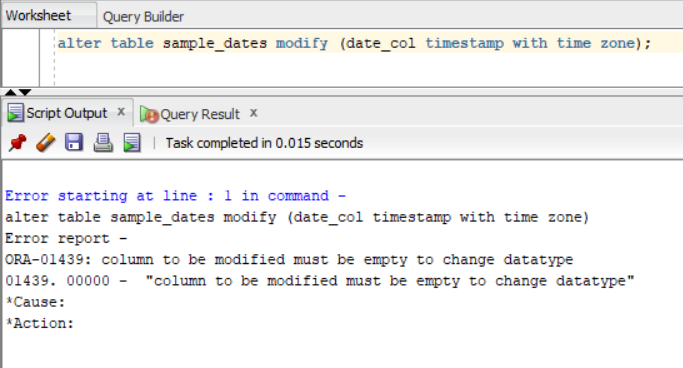 Worksheet Query Builder
alter table sample_dates modify (date_col timestamp with time zone);
Script Output x Query Result x
Task completed in 0.015 seconds
Error starting at line : 1 in command -
alter table sample_dates modify (date_col timestamp with time zone)
Error report -
ORA-01439: column to be modified must be empty to change datatype
01439. 00000 -  "column to be modified must be empty to change datatype"
*Cause:
*Action: